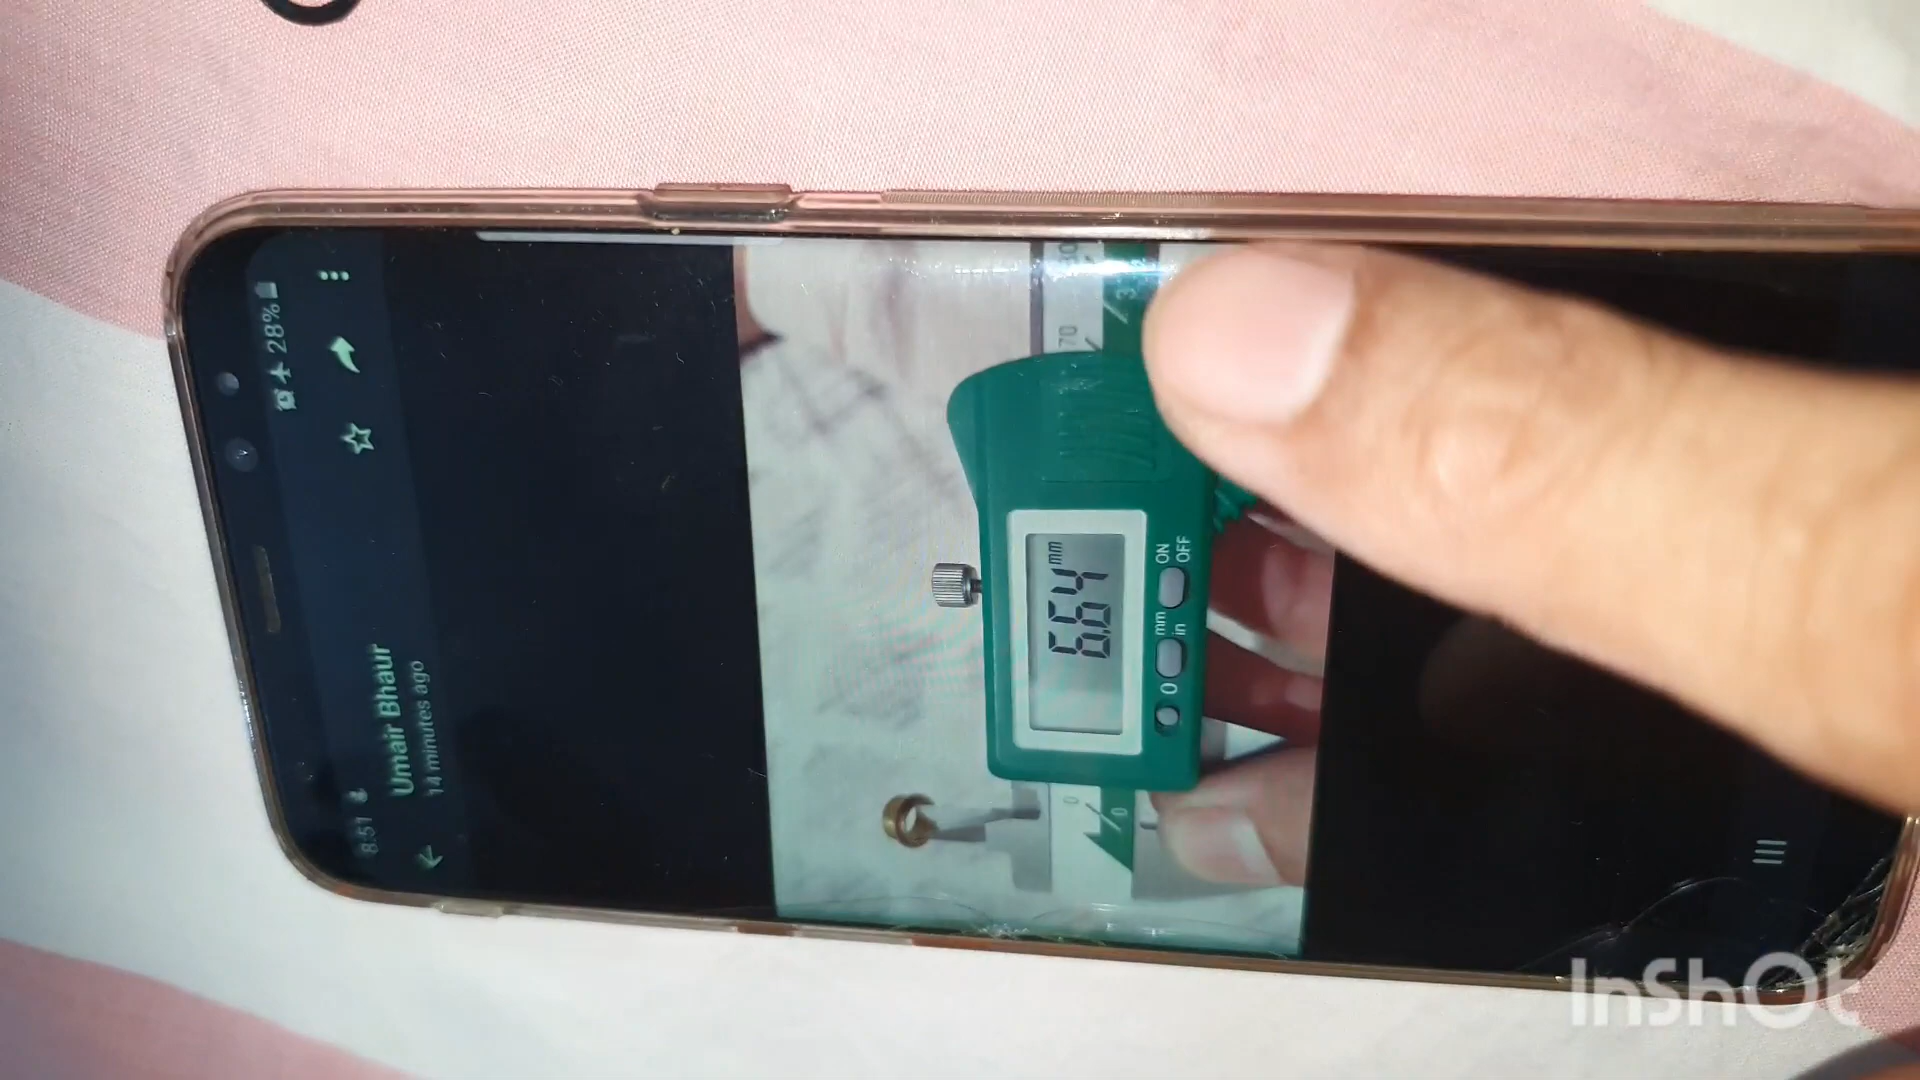 8:51
28%
Umair Bhaur
14 minutes ago
70
0
0
6.64 mm
0
mm
in
ON
OFF
InShOt